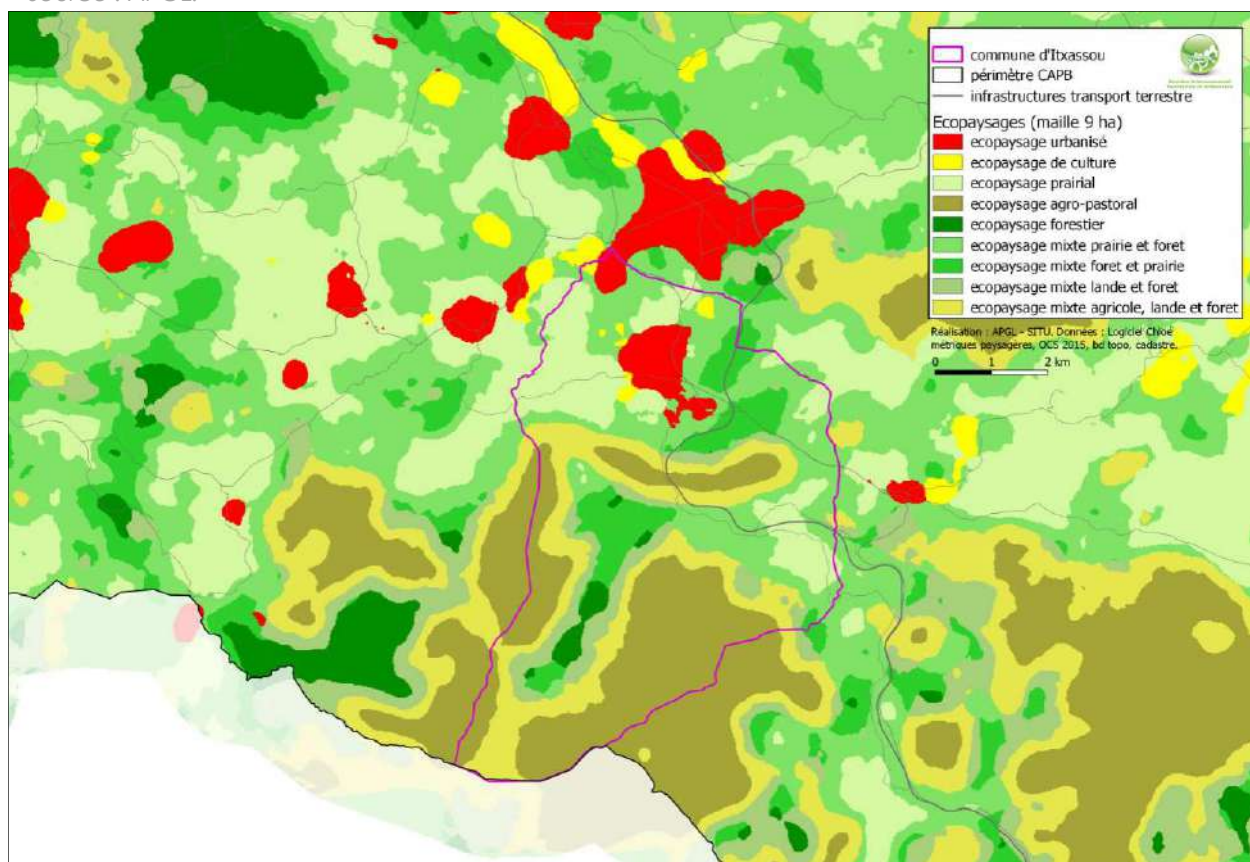 commune d'Itxassou
périmètre CAPB
infrastructures transport terrestre
Ecopaysages (maille 9 ha)
ecopaysage urbanisé
ecopaysage de culture
ecopaysage prairial
ecopaysage agro-pastoral
ecopaysage forestier
ecopaysage mixte prairie et foret
ecopaysage mixte foret et prairie
ecopaysage mixte lande et foret
ecopaysage mixte agricole, lande et foret
Réalisation : APGL - SITU. Données : Logiciel Chloé
métriques paysagères, OCS 2015, bd topo, cadastre.
0 1 2 km